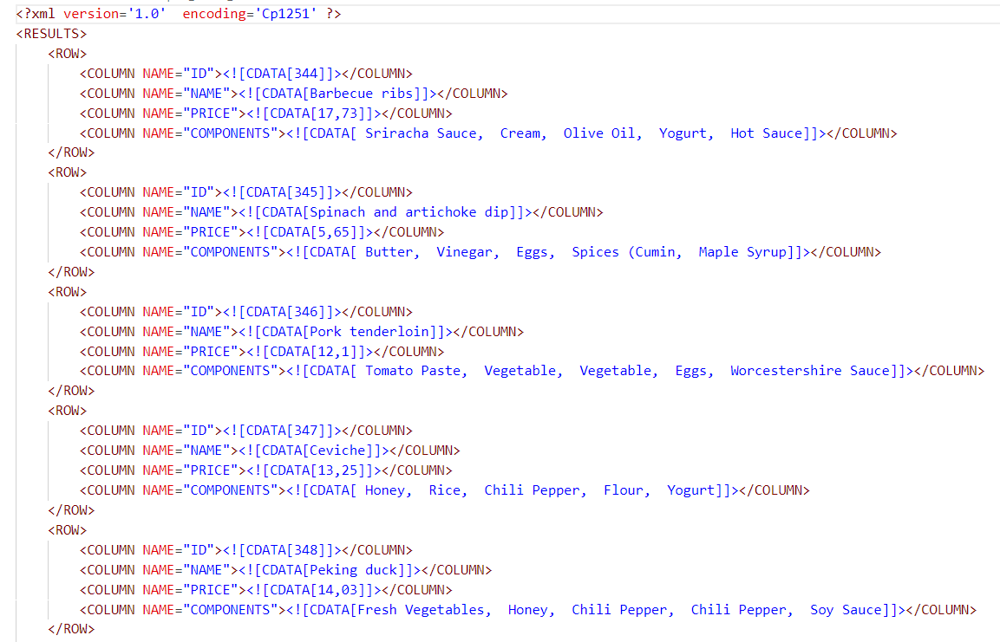 <?xml version='1.0'  encoding='Cp1251' ?>
<RESULTS>
    <ROW>
        <COLUMN NAME="ID"><![CDATA[344]]></COLUMN>
        <COLUMN NAME="NAME"><![CDATA[Barbecue ribs]]></COLUMN>
        <COLUMN NAME="PRICE"><![CDATA[17,73]]></COLUMN>
        <COLUMN NAME="COMPONENTS"><![CDATA[ Sriracha Sauce,  Cream,  Olive Oil,  Yogurt,  Hot Sauce]]></COLUMN>
    </ROW>
    <ROW>
        <COLUMN NAME="ID"><![CDATA[345]]></COLUMN>
        <COLUMN NAME="NAME"><![CDATA[Spinach and artichoke dip]]></COLUMN>
        <COLUMN NAME="PRICE"><![CDATA[5,65]]></COLUMN>
        <COLUMN NAME="COMPONENTS"><![CDATA[ Butter,  Vinegar,  Eggs,  Spices (Cumin,  Maple Syrup]]></COLUMN>
    </ROW>
    <ROW>
        <COLUMN NAME="ID"><![CDATA[346]]></COLUMN>
        <COLUMN NAME="NAME"><![CDATA[Pork tenderloin]]></COLUMN>
        <COLUMN NAME="PRICE"><![CDATA[12,1]]></COLUMN>
        <COLUMN NAME="COMPONENTS"><![CDATA[ Tomato Paste,  Vegetable,  Vegetable,  Eggs,  Worcestershire Sauce]]></COLUMN>
    </ROW>
    <ROW>
        <COLUMN NAME="ID"><![CDATA[347]]></COLUMN>
        <COLUMN NAME="NAME"><![CDATA[Ceviche]]></COLUMN>
        <COLUMN NAME="PRICE"><![CDATA[13,25]]></COLUMN>
        <COLUMN NAME="COMPONENTS"><![CDATA[ Honey,  Rice,  Chili Pepper,  Flour,  Yogurt]]></COLUMN>
    </ROW>
    <ROW>
        <COLUMN NAME="ID"><![CDATA[348]]></COLUMN>
        <COLUMN NAME="NAME"><![CDATA[Peking duck]]></COLUMN>
        <COLUMN NAME="PRICE"><![CDATA[14,03]]></COLUMN>
        <COLUMN NAME="COMPONENTS"><![CDATA[Fresh Vegetables,  Honey,  Chili Pepper,  Chili Pepper,  Soy Sauce]]></COLUMN>
    </ROW>